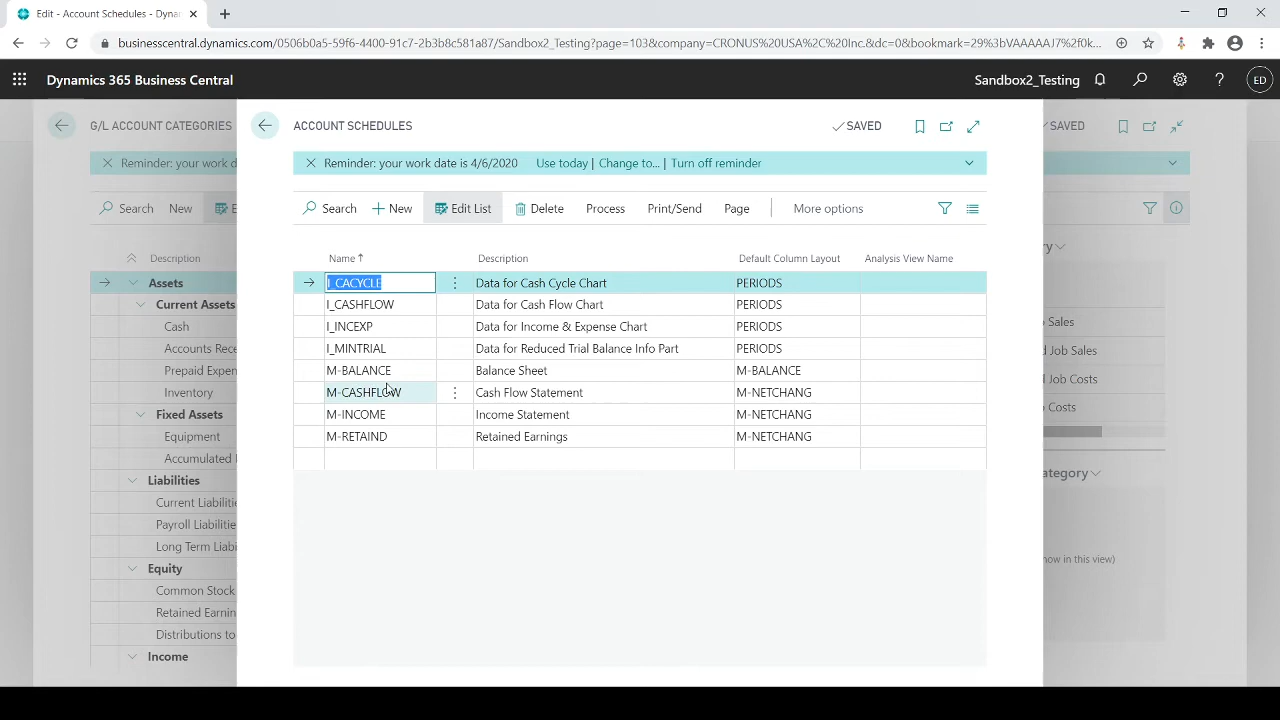 Edit - Account Schedules - Dynar
businesscentral.dynamics.com/0506b0a5-59f6-4400-91c7-2b3b8c581a87/Sandbox2_Testing?page=103&company=CRONUS%20USA%2C%20Inc.&dc=0&bookmark=29%3bVAAAAAJ7%2f0k...
Dynamics 365 Business Central
Sandbox2_Testing
ED
G/L ACCOUNT CATEGORIES
ACCOUNT SCHEDULES
SAVED
SAVED
Reminder: your work d
Reminder: your work date is 4/6/2020 Use today | Change to... | Turn off reminder
Search New E
Search New Edit List Delete Process Print/Send Page More options
Description
Name Description Default Column Layout Analysis View Name
Assets
I_CACYCLE Data for Cash Cycle Chart PERIODS
Current Assets
I_CASHFLOW Data for Cash Flow Chart PERIODS
Cash
I_INCEXP Data for Income & Expense Chart PERIODS
Sales
Accounts Rece
I_MINTRIAL Data for Reduced Trial Balance Info Part PERIODS
d Job Sales
Prepaid Expen
M-BALANCE Balance Sheet M-BALANCE
Job Costs
Inventory
M-CASHFLOW Cash Flow Statement M-NETCHANG
Costs
Fixed Assets
M-INCOME Income Statement M-NETCHANG
Equipment
M-RETAIND Retained Earnings M-NETCHANG
Accumulated
Liabilities
ategory
Current Liabilitie
Payroll Liabilities
Long Term Liabi
now in this view)
Equity
Common Stock
Retained Earnin
Distributions to
Income